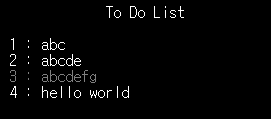 To Do List
1 : abc
2 : abcde
3 : abcdefg
4 : hello world